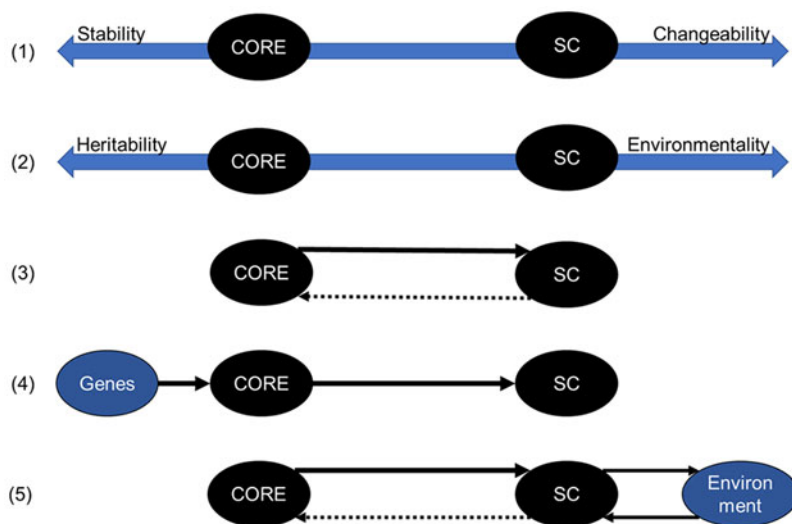 Stability
Changeability
(1)
CORE
SC
Heritability
Environmentality
(2)
CORE
SC
(3)
CORE
SC
(4)
Genes
CORE
SC
(5)
CORE
SC
Environ
ment